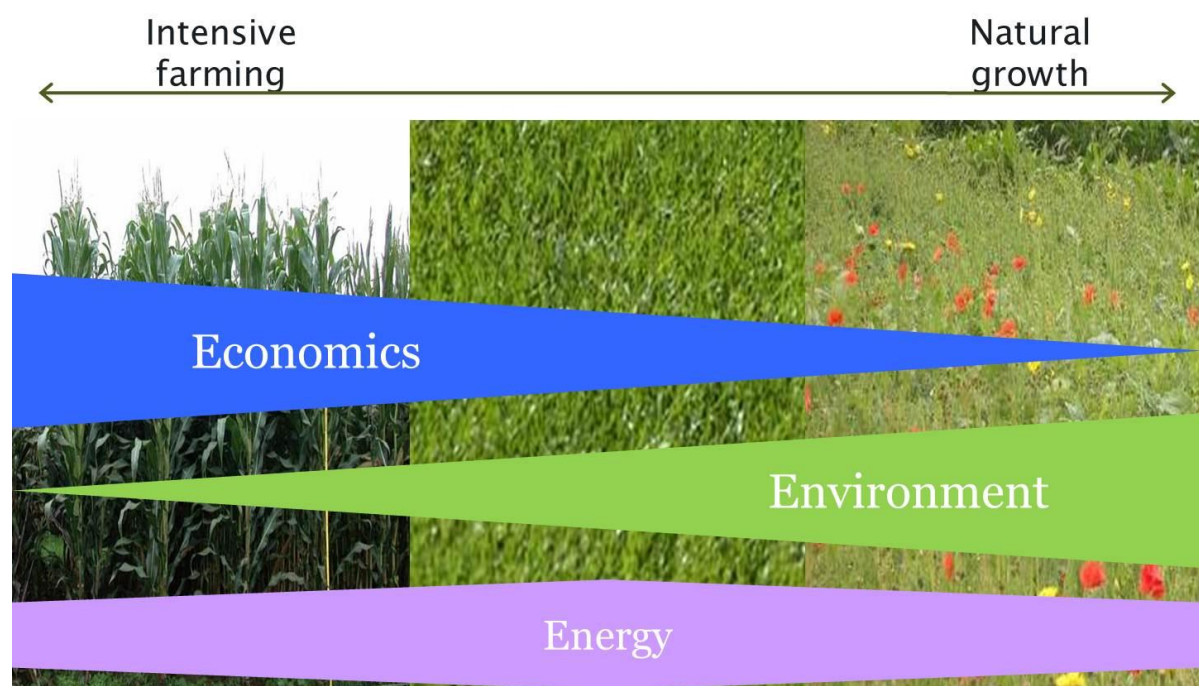 Intensive
farming
Natural
growth
Economics
Environment
Energy